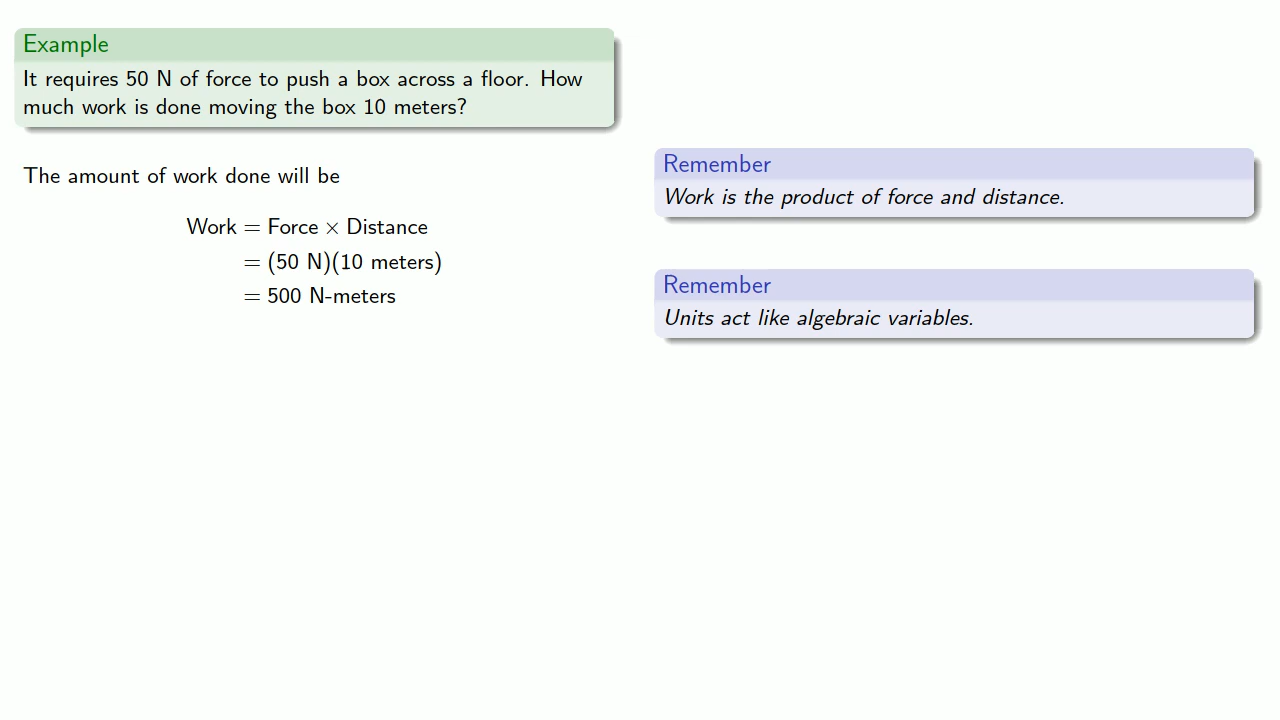 Example
It requires 50 N of force to push a box across a floor. How
much work is done moving the box 10 meters?
The amount of work done will be
Work = Force × Distance
= (50 N)(10 meters)
= 500 N-meters
Remember
Work is the product of force and distance.
Remember
Units act like algebraic variables.